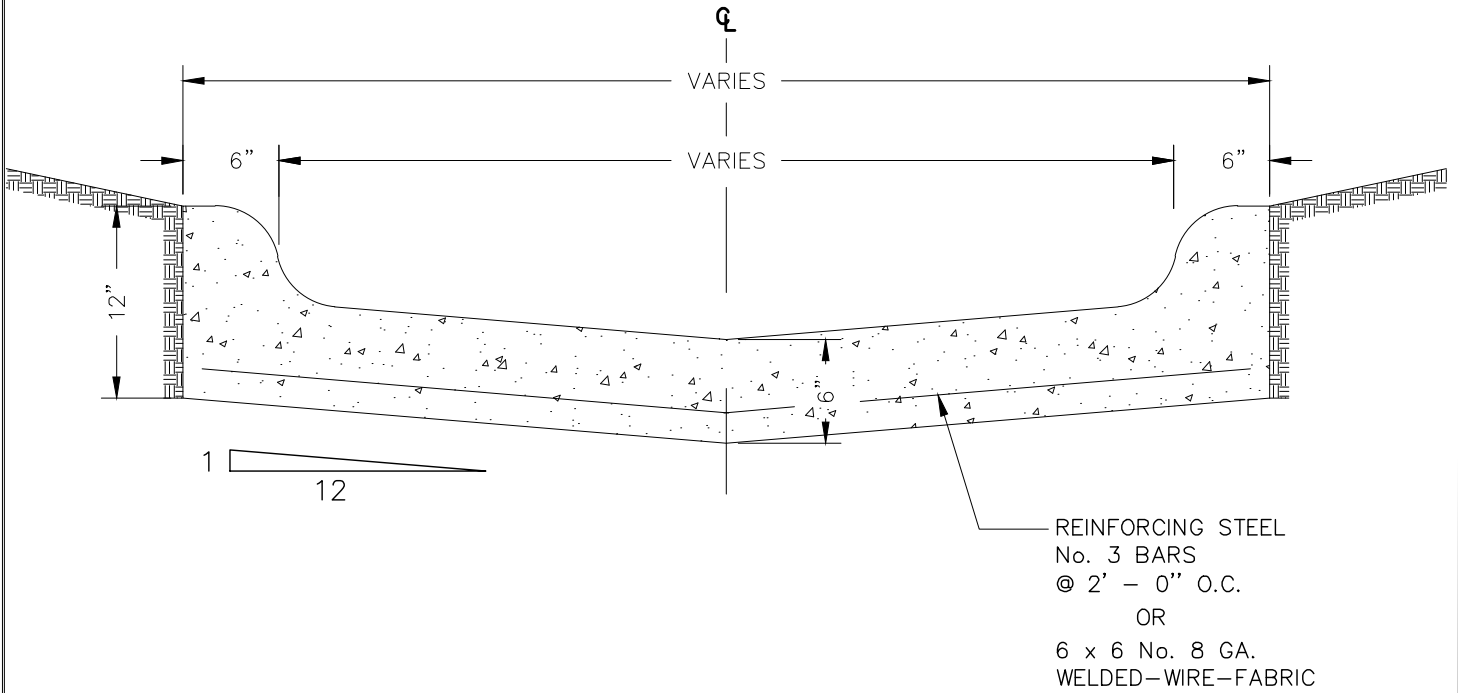 ℄
VARIES
6” VARIES 6”
12”
6”
1
12
REINFORCING STEEL
No. 3 BARS
@ 2’ – 0” O.C.
OR
6 x 6 No. 8 GA.
WELDED–WIRE–FABRIC